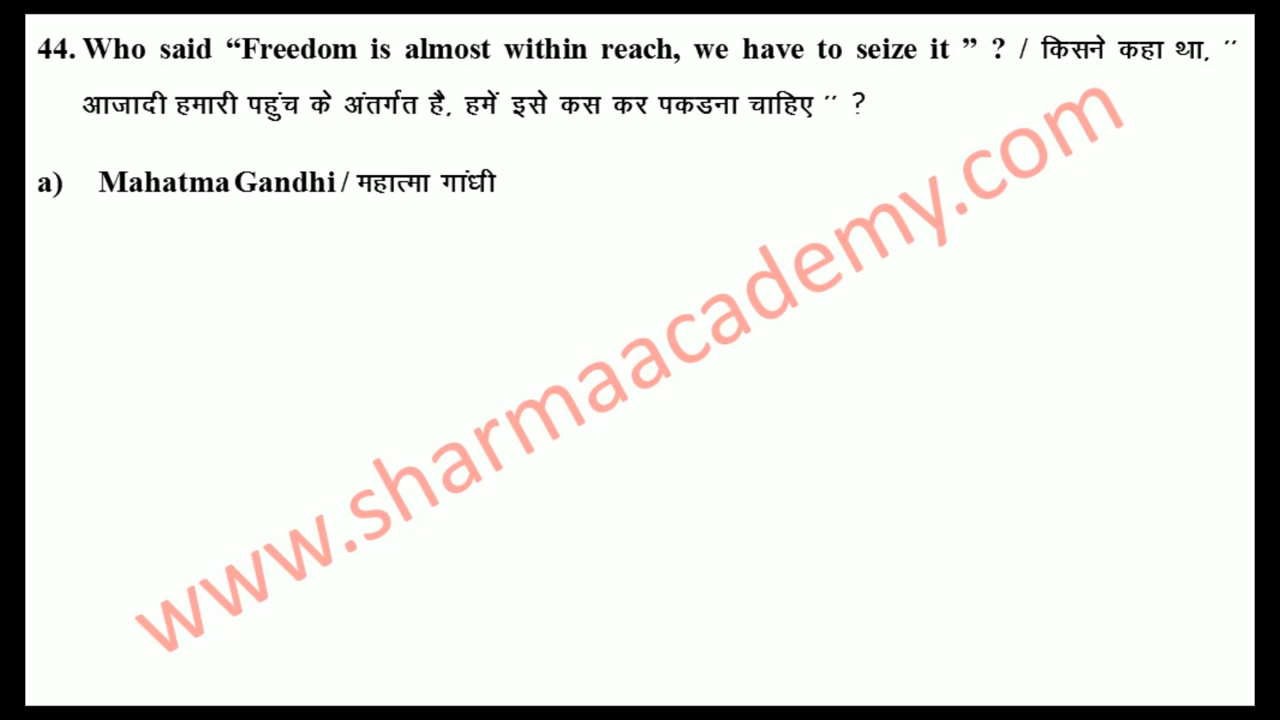 44. Who said “Freedom is almost within reach, we have to seize it ” ? / किसने कहा था, ”
आजादी हमारी पहुंच के अंतर्गत है, हमें इसे कस कर पकडना चाहिए ” ?
a) Mahatma Gandhi / महात्मा गांधी
www.sharmaacademy.com